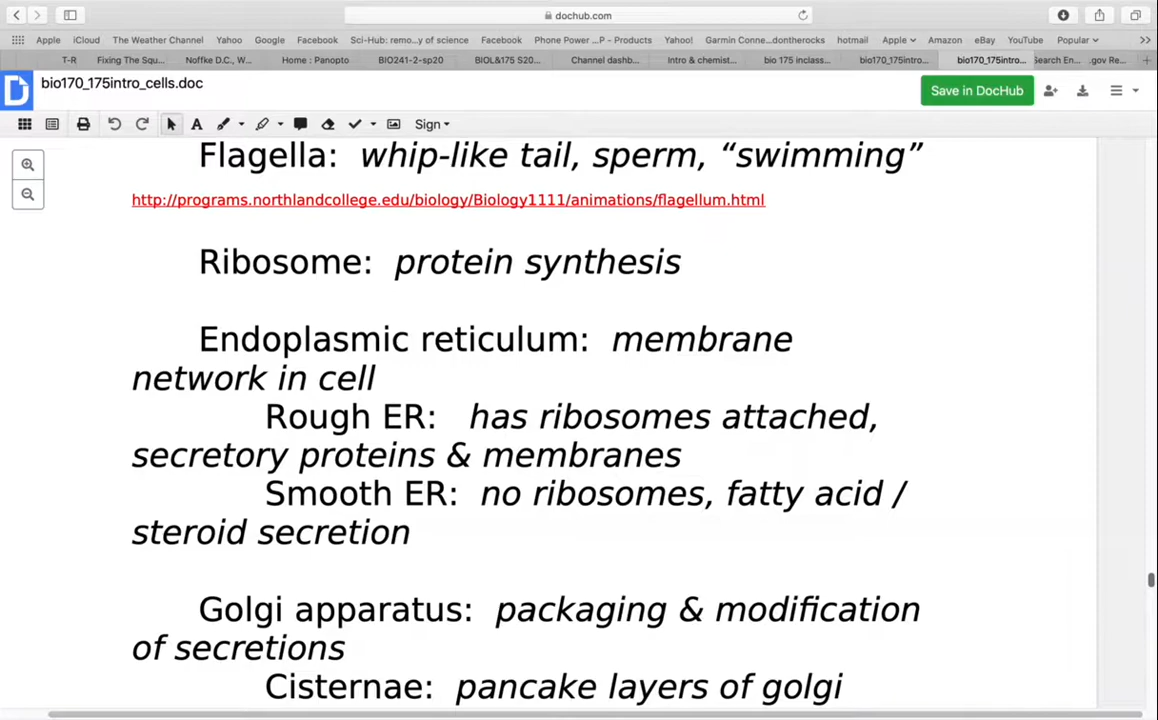 dochub.com
Apple iCloud The Weather Channel Yahoo Google Facebook Sci-Hub: remo...y of science Facebook Phone Power ...P - Products Yahoo! Garmin Conne...dontherocks hotmail Apple Amazon eBay YouTube Popular
T-R Fixing The Squ... Noffke D.C., W... Home : Panopto BIO241-2-sp20 BIOL&175 S20... Channel dashb... Intro & chemist... bio 175 inclass... bio170_175intro... bio170_175intro... Search En... .gov Re...
bio170_175intro_cells.doc
Save in DocHub
A Sign
Flagella: whip-like tail, sperm, “swimming”
http://programs.northlandcollege.edu/biology/Biology1111/animations/flagellum.html
Ribosome: protein synthesis
Endoplasmic reticulum: membrane
network in cell
Rough ER: has ribosomes attached,
secretory proteins & membranes
Smooth ER: no ribosomes, fatty acid /
steroid secretion
Golgi apparatus: packaging & modification
of secretions
Cisternae: pancake layers of golgi